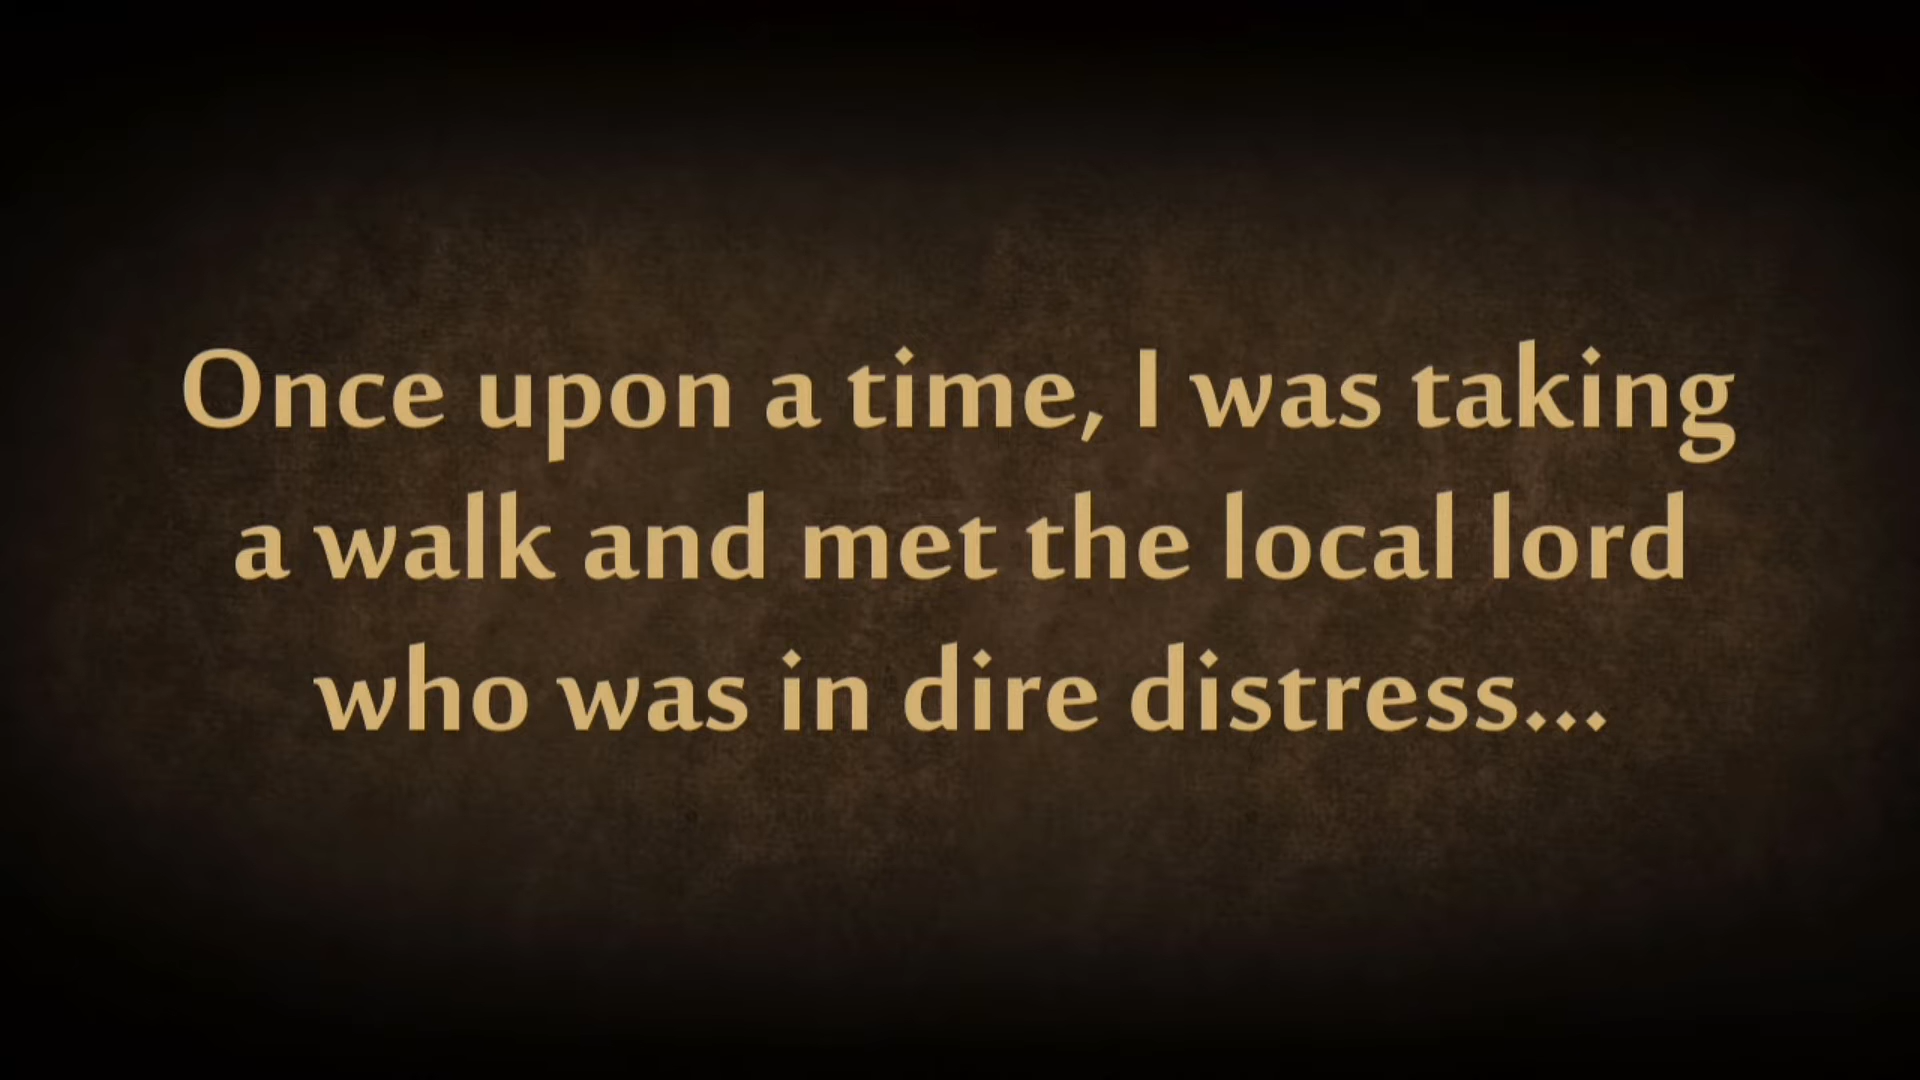 Once upon a time, I was taking
a walk and met the local lord
who was in dire distress...